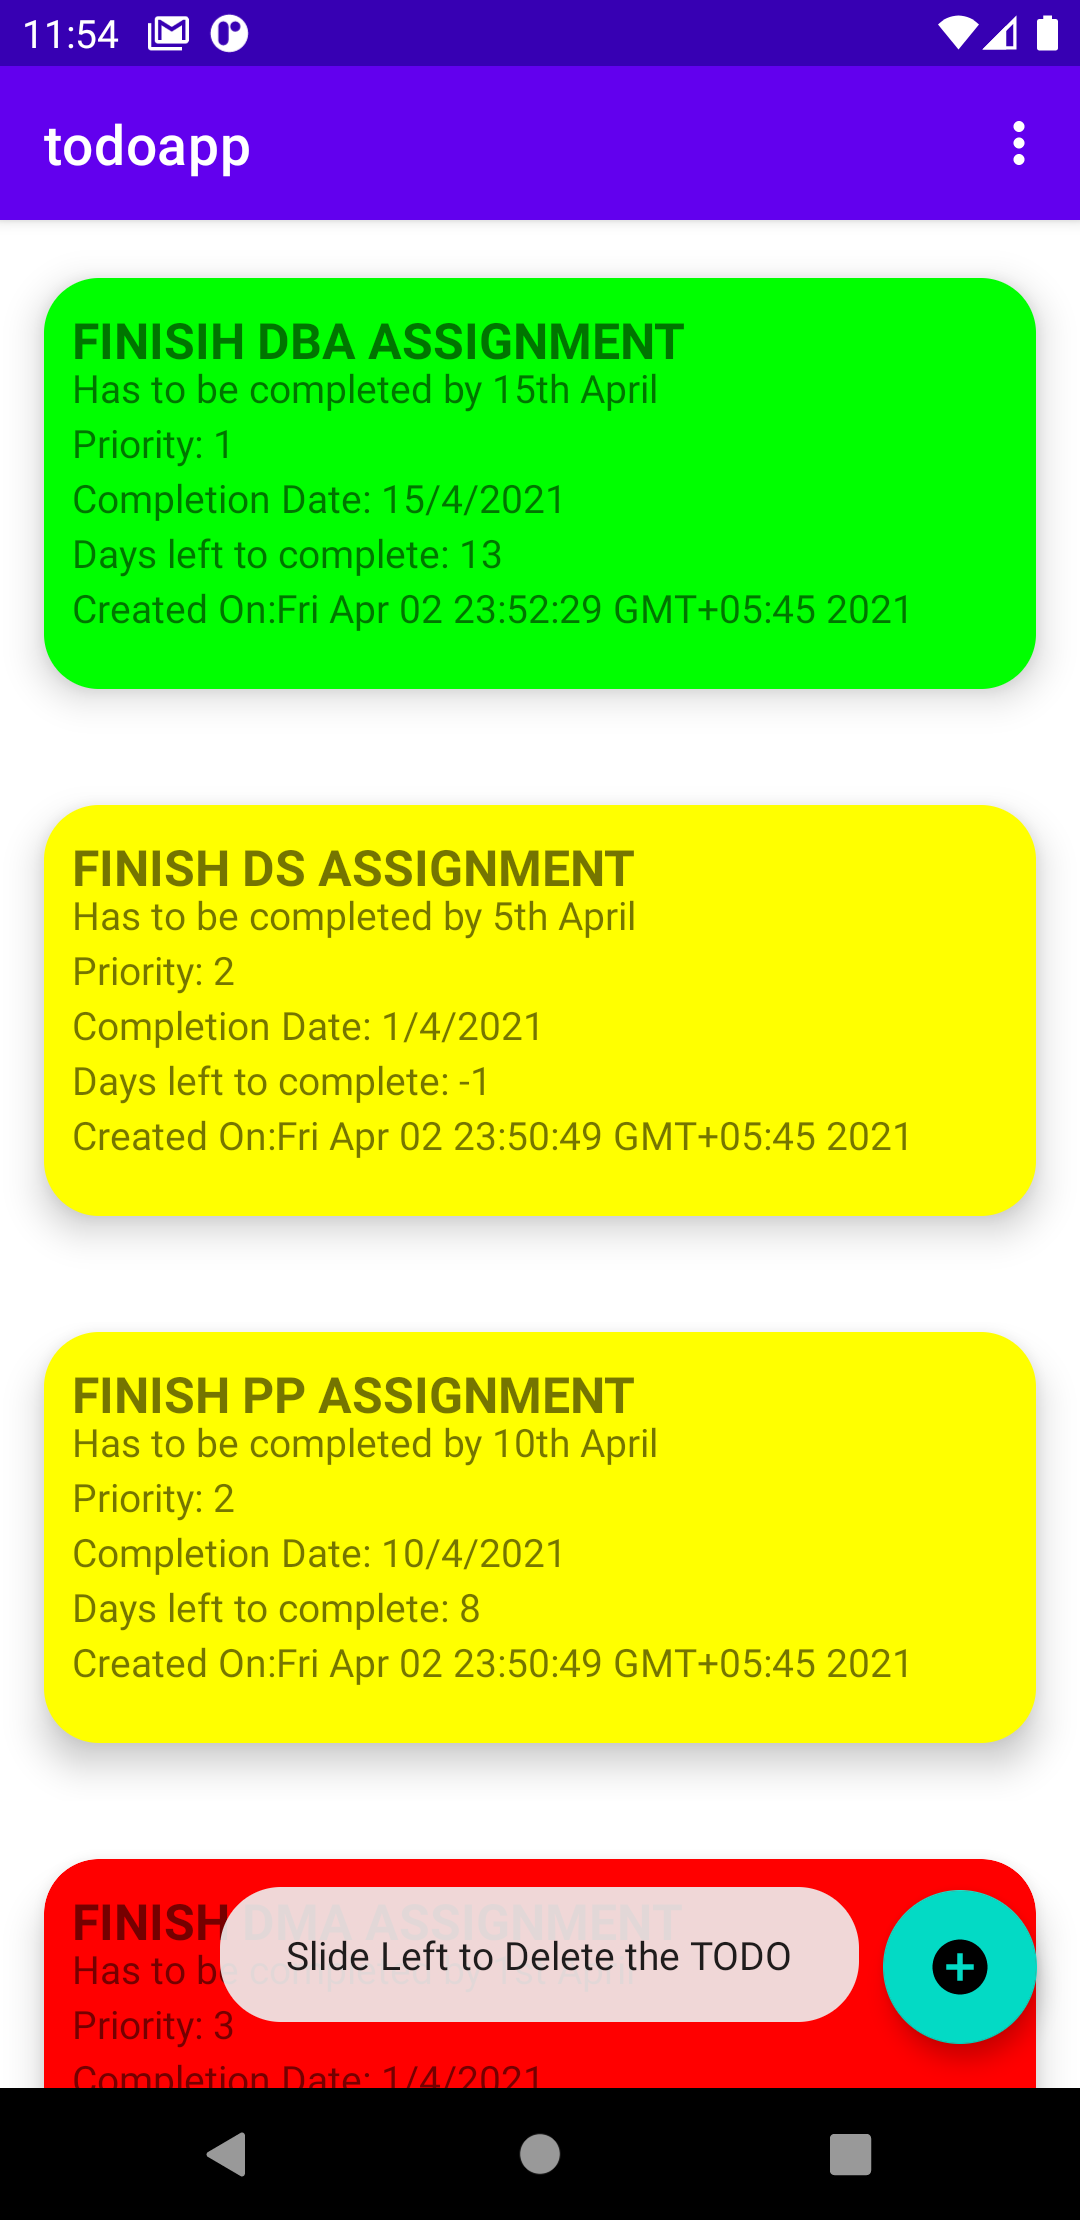 11:54
todoapp
FINISIH DBA ASSIGNMENT
Has to be completed by 15th April
Priority: 1
Completion Date: 15/4/2021
Days left to complete: 13
Created On:Fri Apr 02 23:52:29 GMT+05:45 2021
FINISH DS ASSIGNMENT
Has to be completed by 5th April
Priority: 2
Completion Date: 1/4/2021
Days left to complete: -1
Created On:Fri Apr 02 23:50:49 GMT+05:45 2021
FINISH PP ASSIGNMENT
Has to be completed by 10th April
Priority: 2
Completion Date: 10/4/2021
Days left to complete: 8
Created On:Fri Apr 02 23:50:49 GMT+05:45 2021
FINISH DMA ASSIGNMENT
Has to be completed by 1st April
Slide Left to Delete the TODO
Priority: 3
Completion Date: 1/4/2021